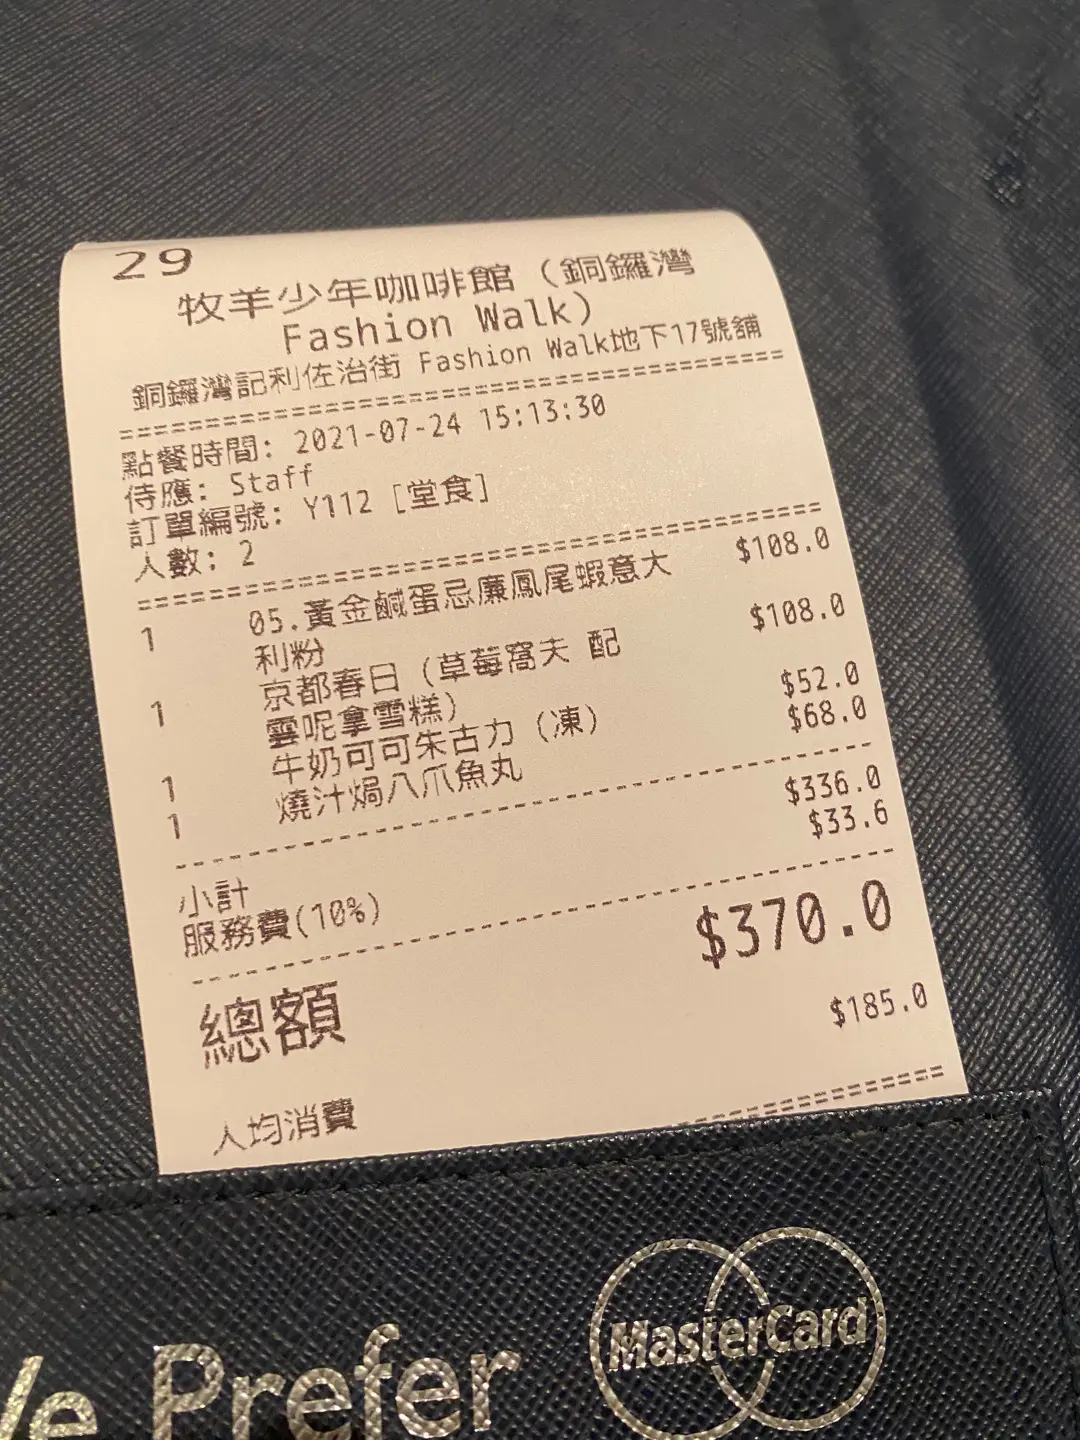 29
牧羊少年咖啡館 (銅鑼灣
Fashion Walk)
銅鑼灣記利佐治街 Fashion Walk地下17號舖
點餐時間: 2021-07-24 15:13:30
侍應: Staff
訂單編號: Y112 [堂食]
人數: 2
1 05.黃金鹹蛋忌廉鳳尾蝦意大 $108.0
利粉
1 京都春日 (草莓窩夫 配 $108.0
雲呢拿雪糕)
1 牛奶可可朱古力 (凍) $52.0
1 燒汁焗八爪魚丸 $68.0
小計 $336.0
服務費(10%) $33.6
總額 $370.0
人均消費 $185.0
We Prefer MasterCard